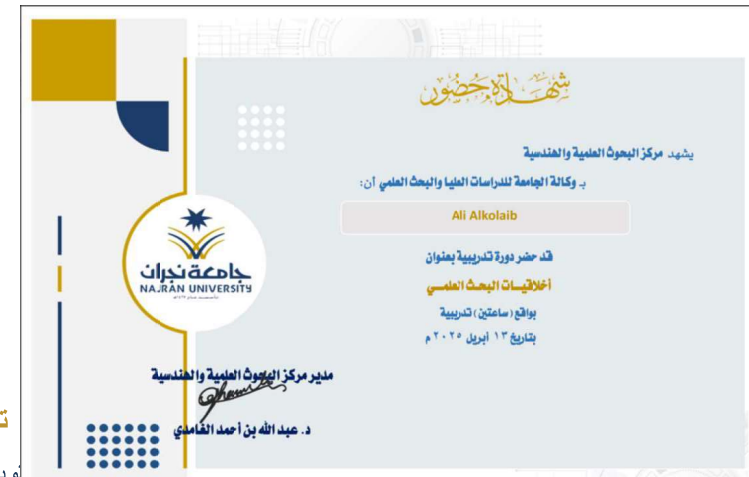 شهادة حضور
يشهد مركز البحوث العلمية والهندسية
بـ وكالة الجامعة للدراسات العليا والبحث العلمي أن:
Ali Alkolaib
قد حضر دورة تدريبية بعنوان
أخلاقيـات البحـث العلمـي
بواقع (ساعتين) تدريبية
بتاريخ ١٣ أبريل ٢٠٢٥ م
جامعة نجران
NAJRAN UNIVERSITY
مدير مركز البحوث العلمية والهندسية
د. عبد الله بن أحمد الغامدي